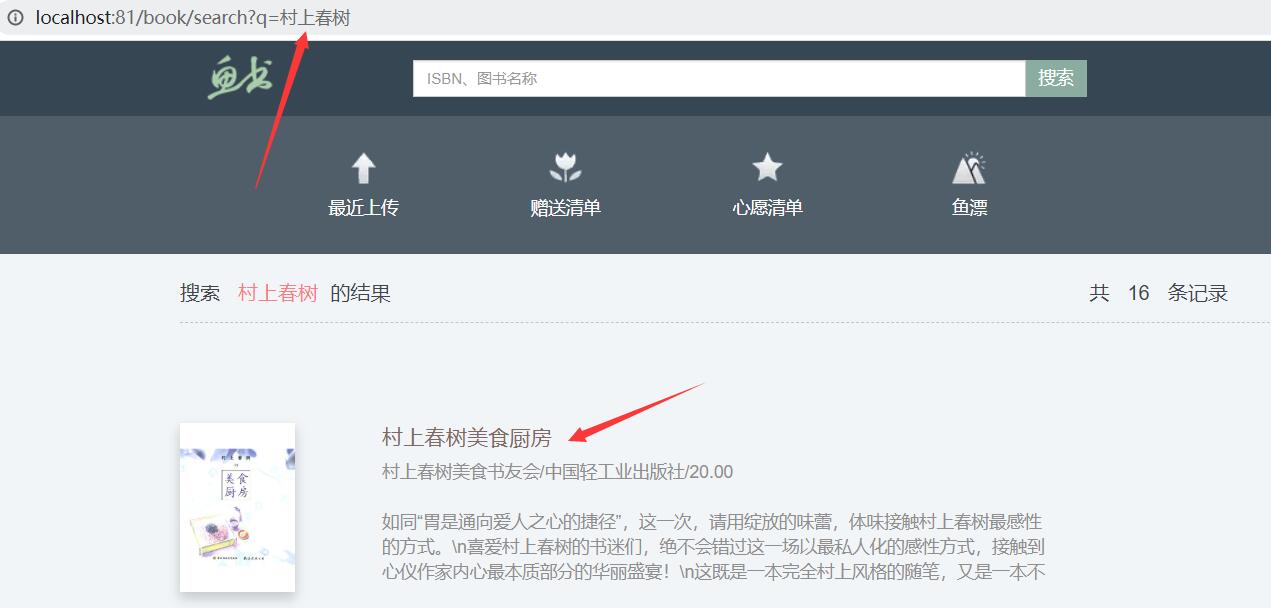 localhost:81/book/search?q=村上春树
鱼书
ISBN、图书名称
搜索
最近上传
赠送清单
心愿清单
鱼漂
搜索 村上春树 的结果
共 16 条记录
村上春树美食厨房
村上春树美食书友会/中国轻工业出版社/20.00
如同“胃是通向爱人之心的捷径”，这一次，请用绽放的味蕾，体味接触村上春树最感性
的方式。\n喜爱村上春树的书迷们，绝不会错过这一场以最私人化的感性方式，接触到
心仪作家内心最本质部分的华丽盛宴！\n这既是一本完全村上风格的随笔，又是一本不
村上春树
美食
厨房